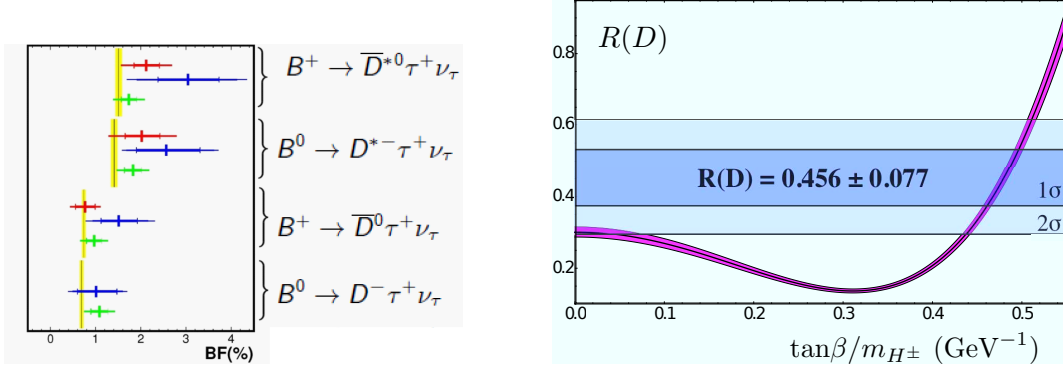 B⁺ → D̅*⁰τ⁺ν_τ
B⁰ → D*⁻τ⁺ν_τ
B⁺ → D̅⁰τ⁺ν_τ
B⁰ → D⁻τ⁺ν_τ
0 1 2 3 4
BF(%)
R(D)
0.8
0.6
0.4
0.2
R(D) = 0.456 ± 0.077
1σ
2σ
0.0 0.1 0.2 0.3 0.4 0.5
tanβ/m_{H±} (GeV⁻¹)